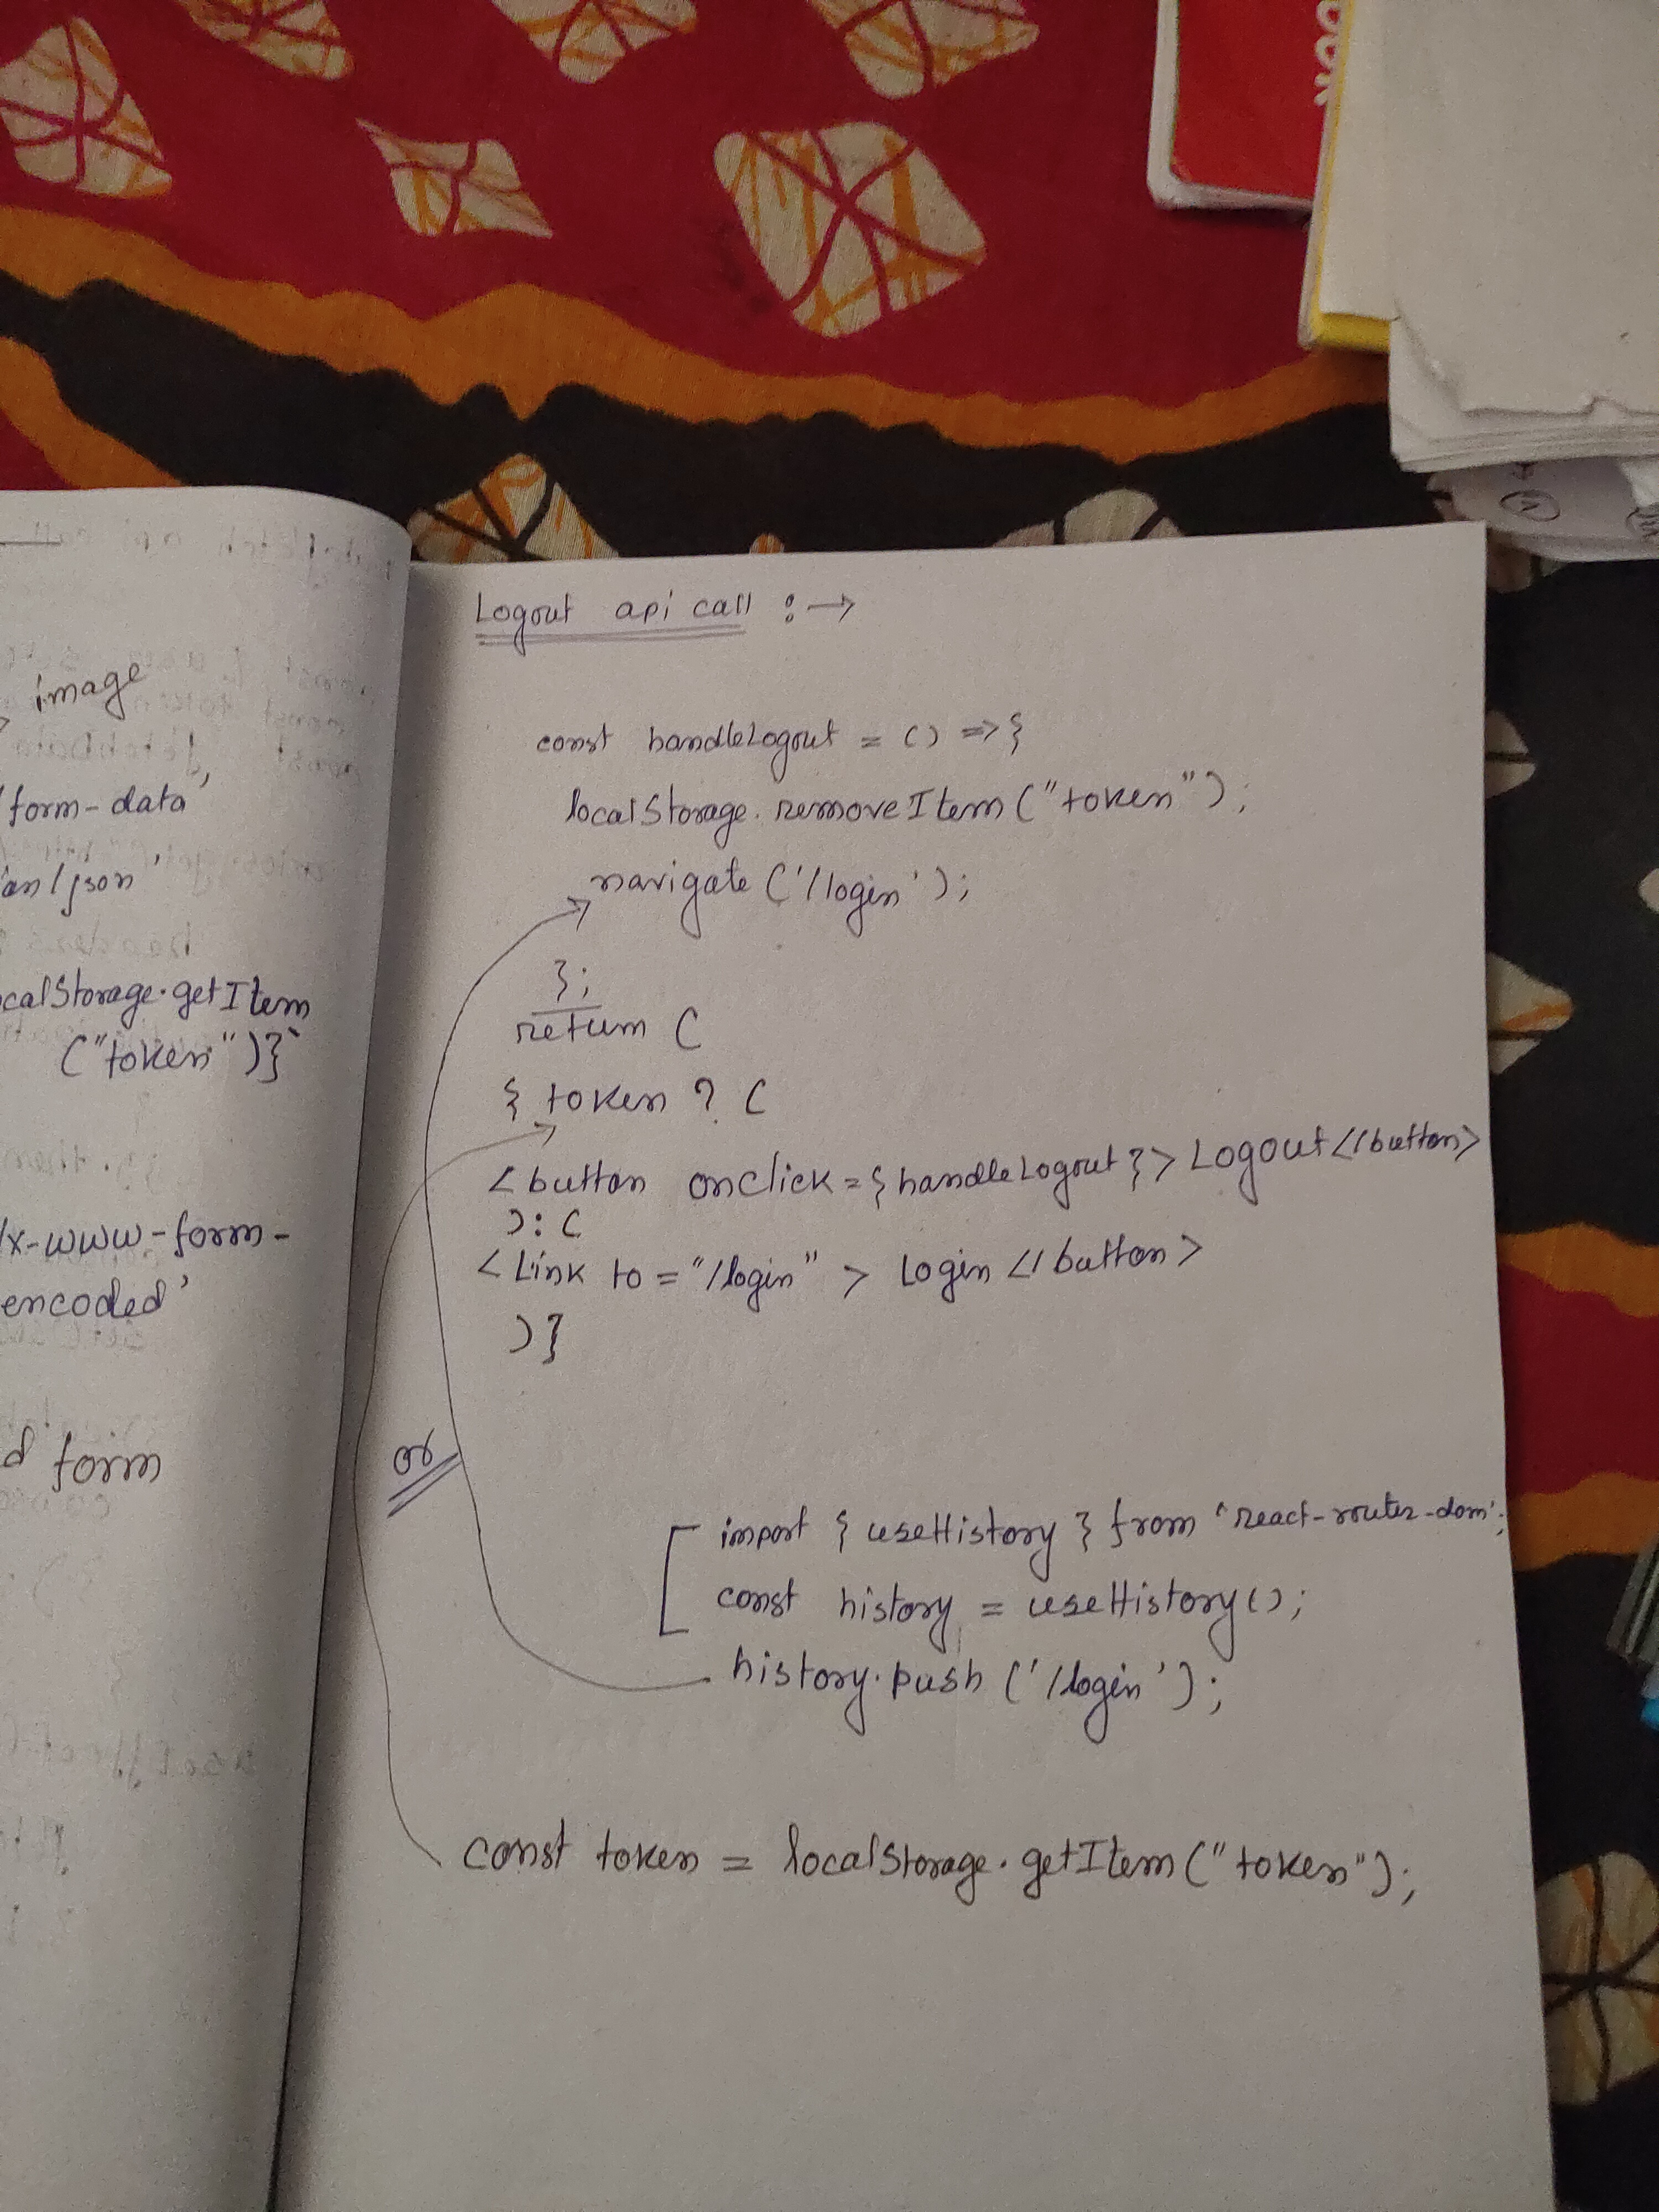 image
form-data'
an/json'
calStorage.getItem
("token")}`
/x-www-form-
encoded'
d form
Logout api call :→
const handleLogout = () => {
localStorage.removeItem("token");
navigate('/login');
};
return (
{ token ? (
<button onClick={handleLogout}> Logout </button>
): (
<Link to="/login" > Login </button>
)}
or
import { useHistory } from 'react-router-dom';
const history = useHistory();
history.push('/login');
const token = localStorage.getItem("token");